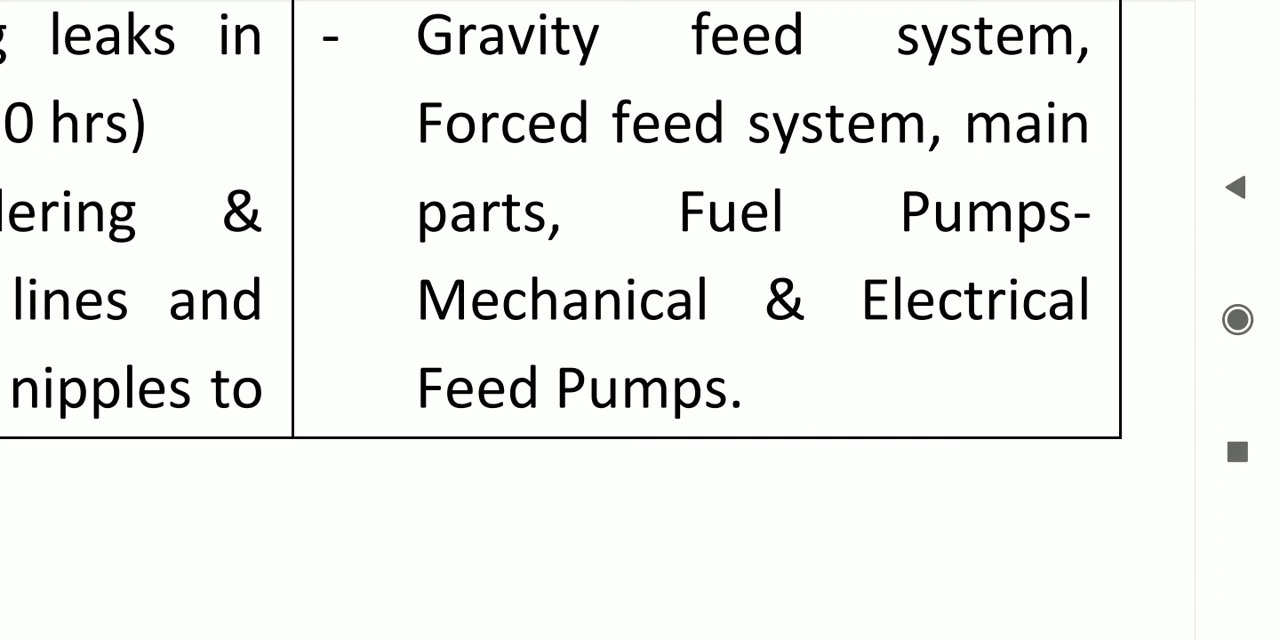 leaks in
0 hrs)
&
lines and
nipples to
- Gravity feed system,
Forced feed system, main
parts, Fuel Pumps-
Mechanical & Electrical
Feed Pumps.